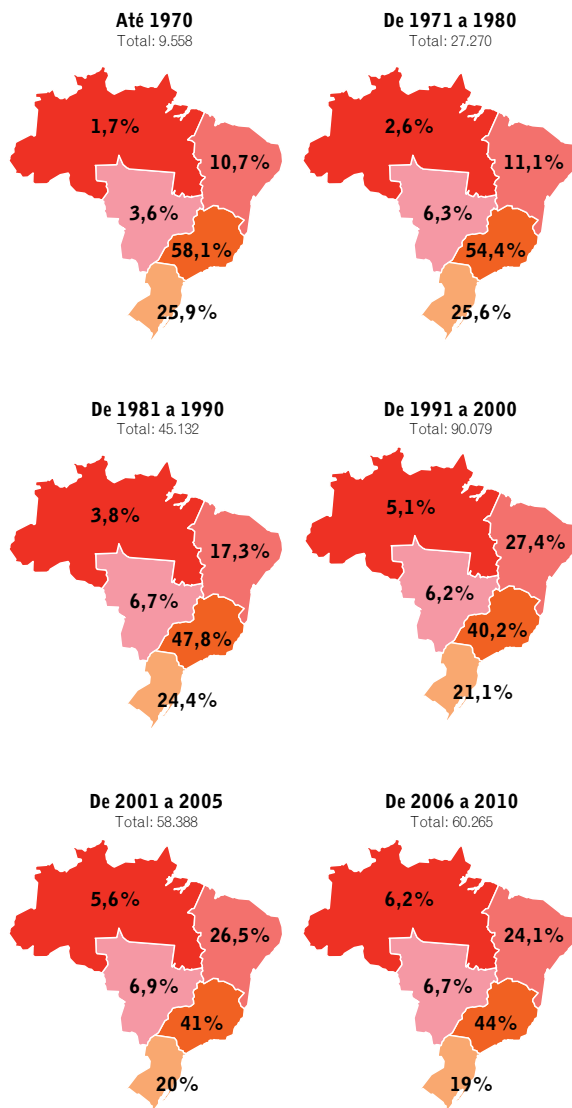 Até 1970
Total: 9.558
1,7%
10,7%
3,6%
58,1%
25,9%
De 1971 a 1980
Total: 27.270
2,6%
11,1%
6,3%
54,4%
25,6%
De 1981 a 1990
Total: 45.132
3,8%
17,3%
6,7%
47,8%
24,4%
De 1991 a 2000
Total: 90.079
5,1%
27,4%
6,2%
40,2%
21,1%
De 2001 a 2005
Total: 58.388
5,6%
26,5%
6,9%
41%
20%
De 2006 a 2010
Total: 60.265
6,2%
24,1%
6,7%
44%
19%